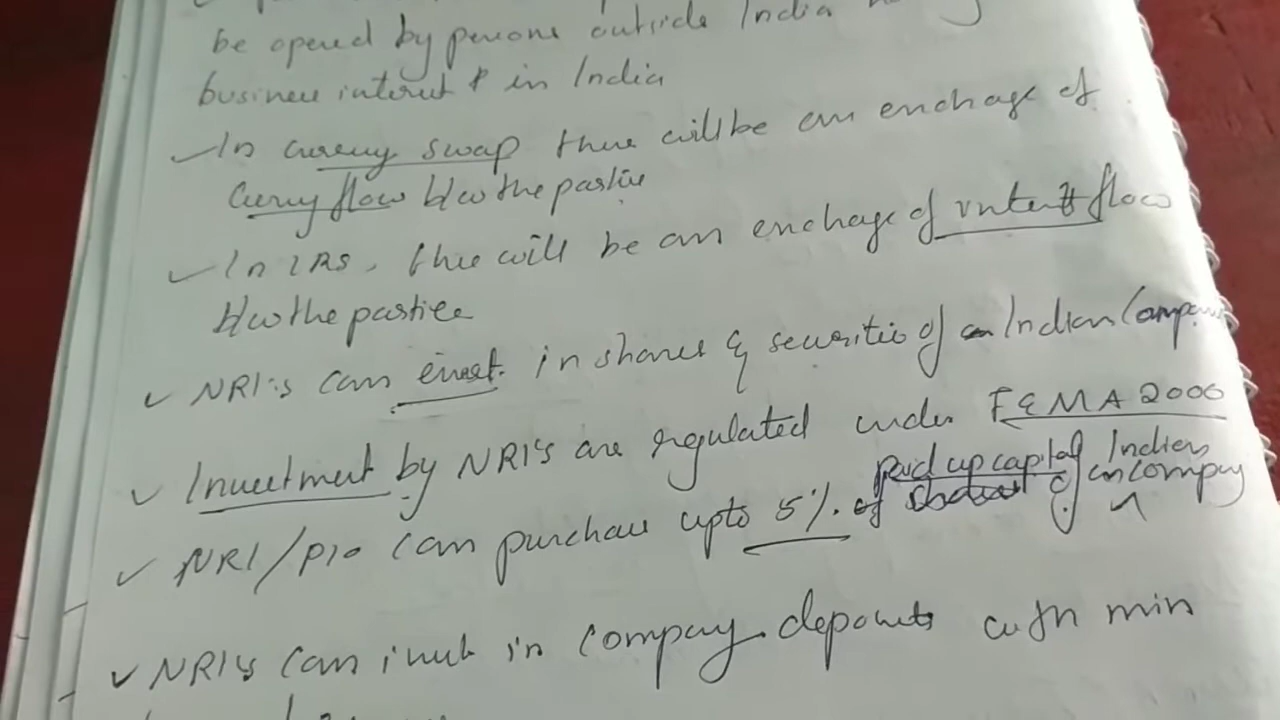 be opened by persons outside India
business interest in India
In currency swap there will be an exchange of
currency flow b/w the parties
In IRS, there will be an exchange of interest flow
b/w the parties
NRI's can invest in shares & securities of an Indian Company
Investment by NRI's are regulated under FEMA 2000
paid up capital Indian
NRI/PIO can purchase upto 5% of of an company
NRI's can invest in company deposits with min